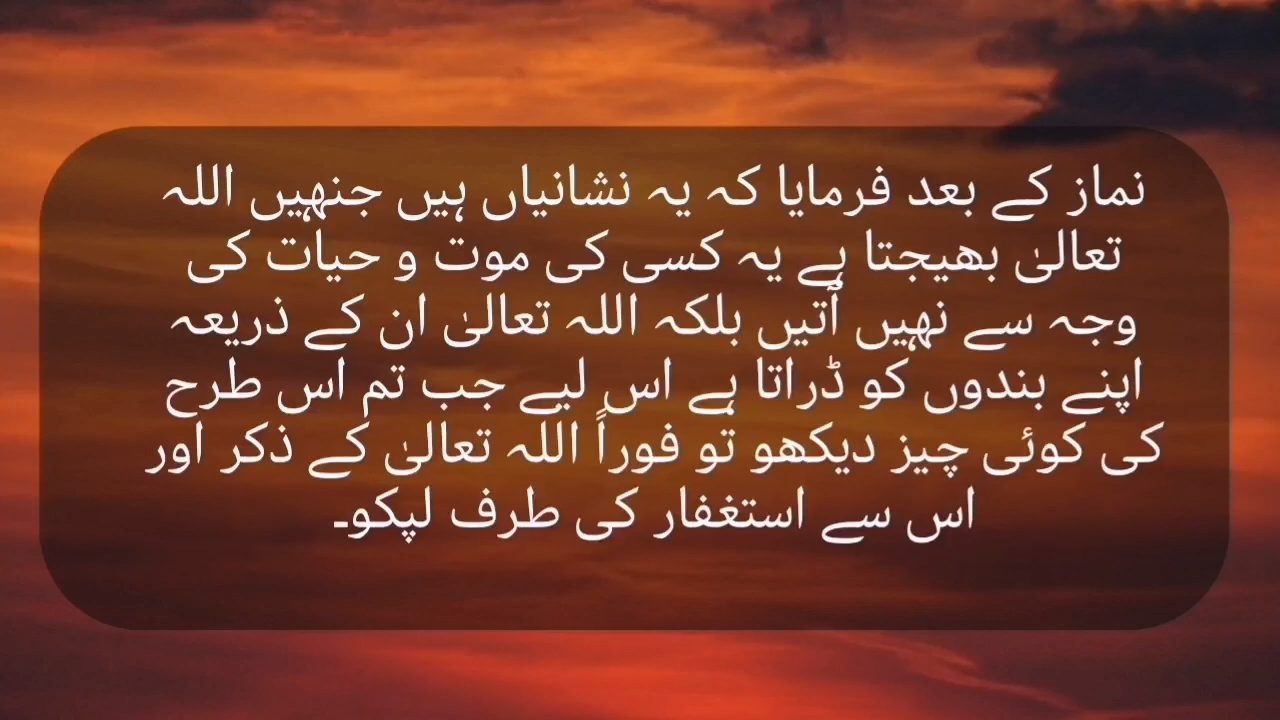 نماز کے بعد فرمایا کہ یہ نشانیاں ہیں جنھیں اللہ
تعالیٰ بھیجتا ہے یہ کسی کی موت و حیات کی
وجہ سے نہیں آتیں بلکہ اللہ تعالیٰ ان کے ذریعہ
اپنے بندوں کو ڈراتا ہے اس لیے جب تم اس طرح
کی کوئی چیز دیکھو تو فوراً اللہ تعالیٰ کے ذکر اور
اس سے استغفار کی طرف لپکو۔